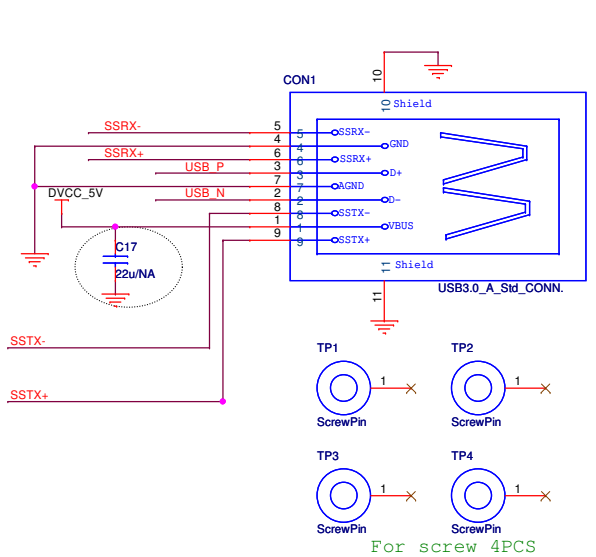 CON1
10
10 Shield
SSRX- 5 5 SSRX-
4 4 GND
SSRX+ 6 6 SSRX+
USB_P 3 3 D+
7 7 AGND
DVCC_5V USB_N 2 2 D-
8 8 SSTX-
1 1 VBUS
9 9 SSTX+
C17
22u/NA
11 Shield
11
USB3.0_A_Std_CONN.
SSTX-
SSTX+
TP1 TP2
1 1
ScrewPin ScrewPin
TP3 TP4
1 1
ScrewPin ScrewPin
For screw 4PCS